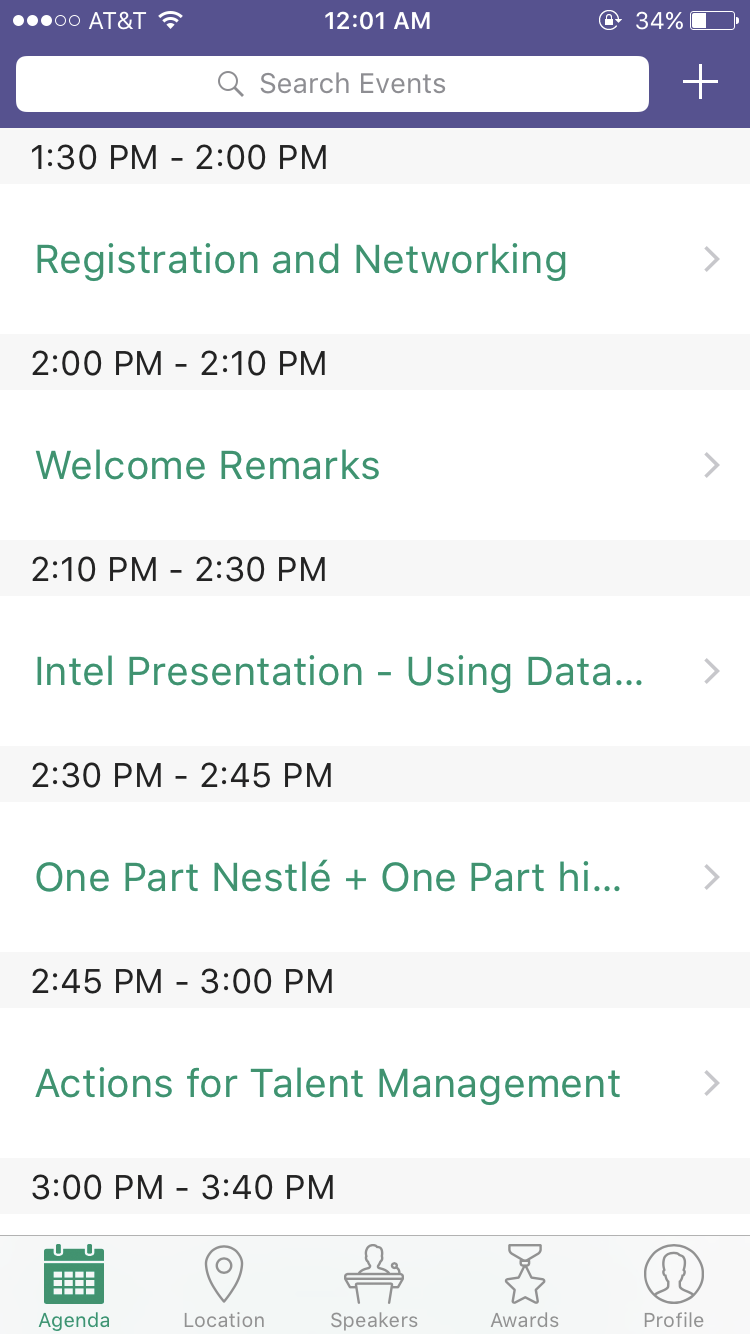 AT&T 12:01 AM 34%
Search Events
1:30 PM - 2:00 PM
Registration and Networking
2:00 PM - 2:10 PM
Welcome Remarks
2:10 PM - 2:30 PM
Intel Presentation - Using Data...
2:30 PM - 2:45 PM
One Part Nestlé + One Part hi...
2:45 PM - 3:00 PM
Actions for Talent Management
3:00 PM - 3:40 PM
Agenda Location Speakers Awards Profile